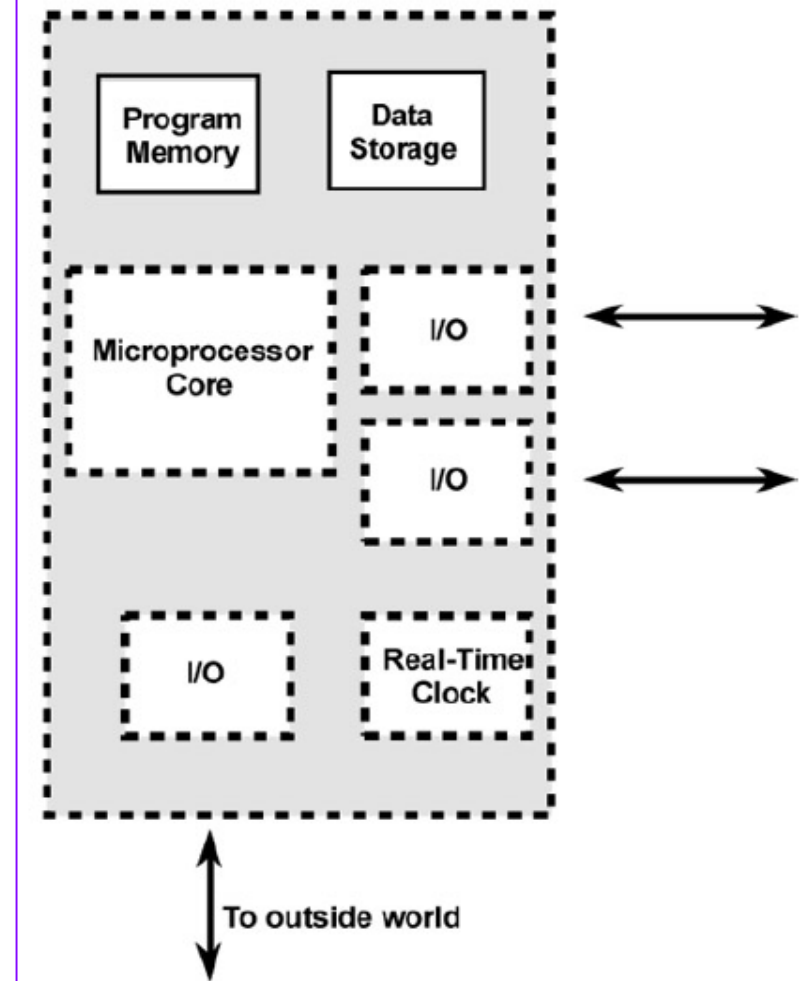 Program
Memory
Data
Storage
Microprocessor
Core
I/O
I/O
I/O
Real-Time
Clock
To outside world